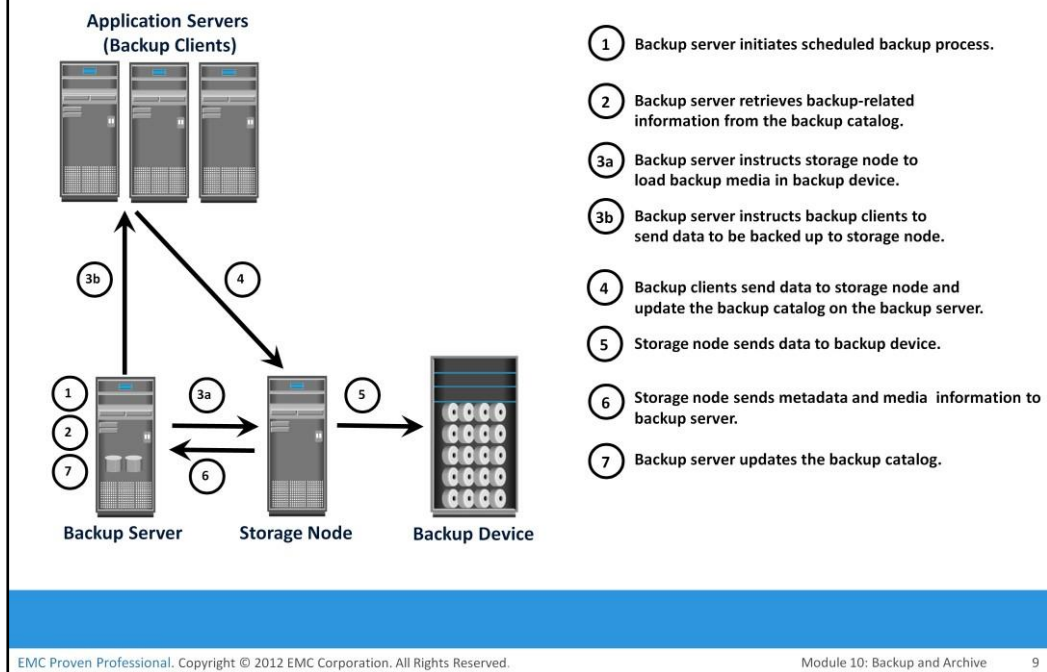 Application Servers
(Backup Clients)
3b
4
1
2
7
3a
6
5
Backup Server
Storage Node
Backup Device
1 Backup server initiates scheduled backup process.
2 Backup server retrieves backup-related
information from the backup catalog.
3a Backup server instructs storage node to
load backup media in backup device.
3b Backup server instructs backup clients to
send data to be backed up to storage node.
4 Backup clients send data to storage node and
update the backup catalog on the backup server.
5 Storage node sends data to backup device.
6 Storage node sends metadata and media information to
backup server.
7 Backup server updates the backup catalog.
EMC Proven Professional. Copyright © 2012 EMC Corporation. All Rights Reserved.
Module 10: Backup and Archive 9